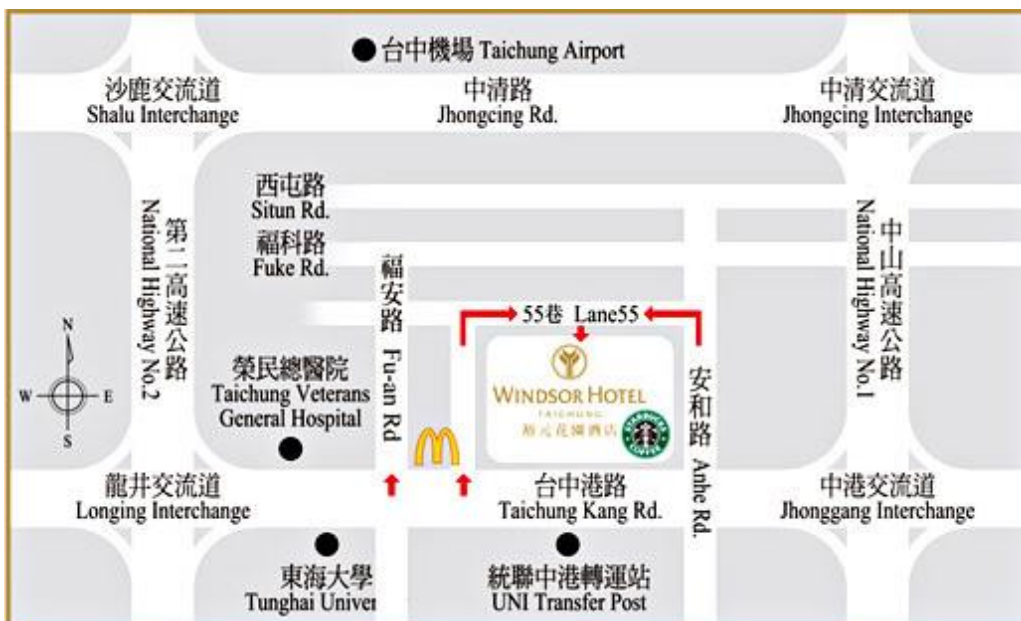 台中機場 Taichung Airport
沙鹿交流道
Shalu Interchange
中清路
Jhongcing Rd.
中清交流道
Jhongcing Interchange
西屯路
Situn Rd.
福科路
Fuke Rd.
第二高速公路
National Highway No.2
福安路 Fu-an Rd
55巷 Lane55
中山高速公路
National Highway No.1
N
W E
S
榮民總醫院
Taichung Veterans
General Hospital
WINDSOR HOTEL
TAICHUNG
裕元花園酒店
STARBUCKS
COFFEE
安和路 Anhe Rd.
龍井交流道
Longing Interchange
台中港路
Taichung Kang Rd.
中港交流道
Jhonggang Interchange
東海大學
Tunghai Univer
統聯中港轉運站
UNI Transfer Post